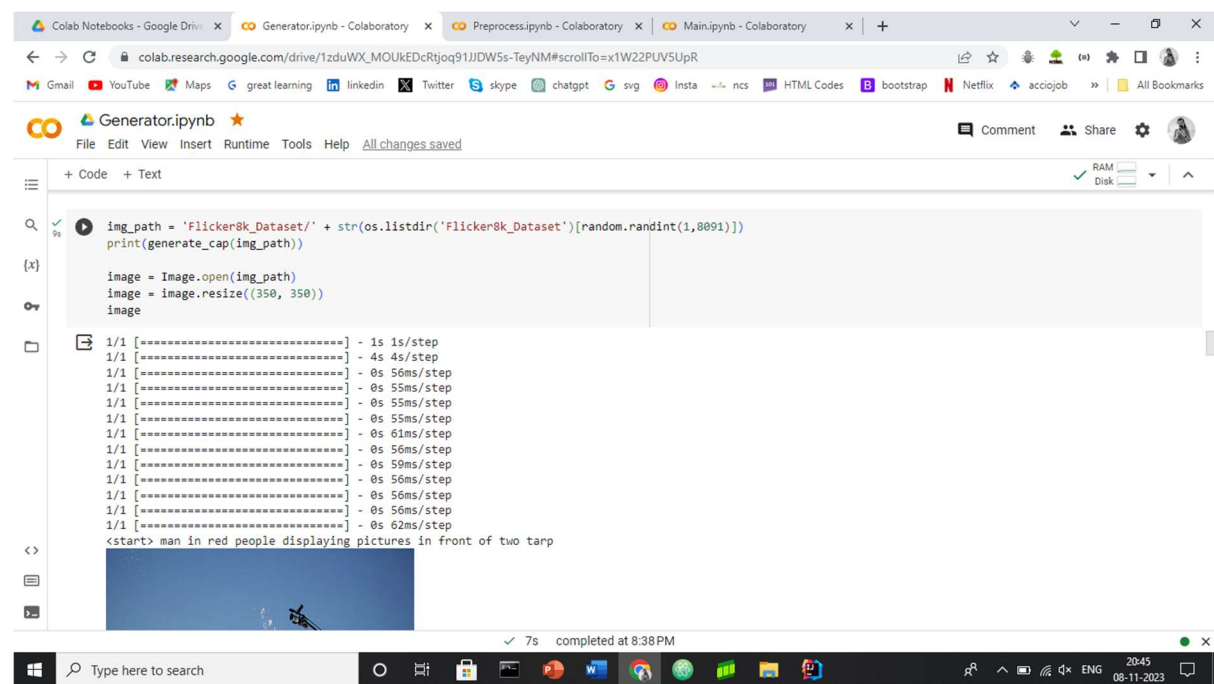 Colab Notebooks - Google Drive
Generator.ipynb - Colaboratory
Preprocess.ipynb - Colaboratory
Main.ipynb - Colaboratory
colab.research.google.com/drive/1zduWX_MOUkEDcRtjoq91JJDW5s-TeyNM#scrollTo=x1W22PUV5UpR
Gmail YouTube Maps great learning linkedin Twitter skype chatgpt svg Insta ncs HTML Codes bootstrap Netflix acciojob » All Bookmarks
CO Generator.ipynb
Comment Share
File Edit View Insert Runtime Tools Help All changes saved
+ Code + Text
RAM
Disk
9s
img_path = 'Flicker8k_Dataset/' + str(os.listdir('Flicker8k_Dataset')[random.randint(1,8091)])
print(generate_cap(img_path))
{x}
image = Image.open(img_path)
image = image.resize((350, 350))
image
1/1 [==============================] - 1s 1s/step
1/1 [==============================] - 4s 4s/step
1/1 [==============================] - 0s 56ms/step
1/1 [==============================] - 0s 55ms/step
1/1 [==============================] - 0s 55ms/step
1/1 [==============================] - 0s 55ms/step
1/1 [==============================] - 0s 61ms/step
1/1 [==============================] - 0s 56ms/step
1/1 [==============================] - 0s 59ms/step
1/1 [==============================] - 0s 56ms/step
1/1 [==============================] - 0s 56ms/step
1/1 [==============================] - 0s 56ms/step
1/1 [==============================] - 0s 62ms/step
<start> man in red people displaying pictures in front of two tarp
7s completed at 8:38 PM
Type here to search
ENG
20:45
08-11-2023